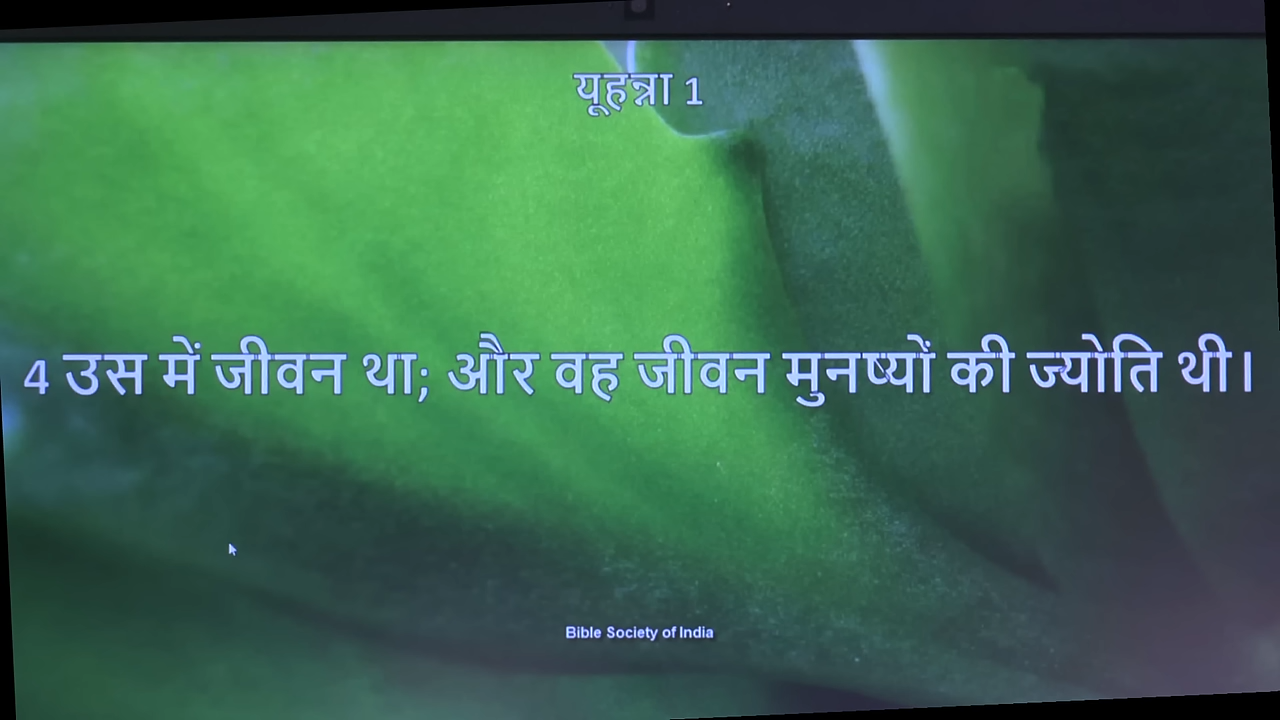 यूहन्ना 1
4 उस में जीवन था; और वह जीवन मुनष्यों की ज्योति थी।
Bible Society of India